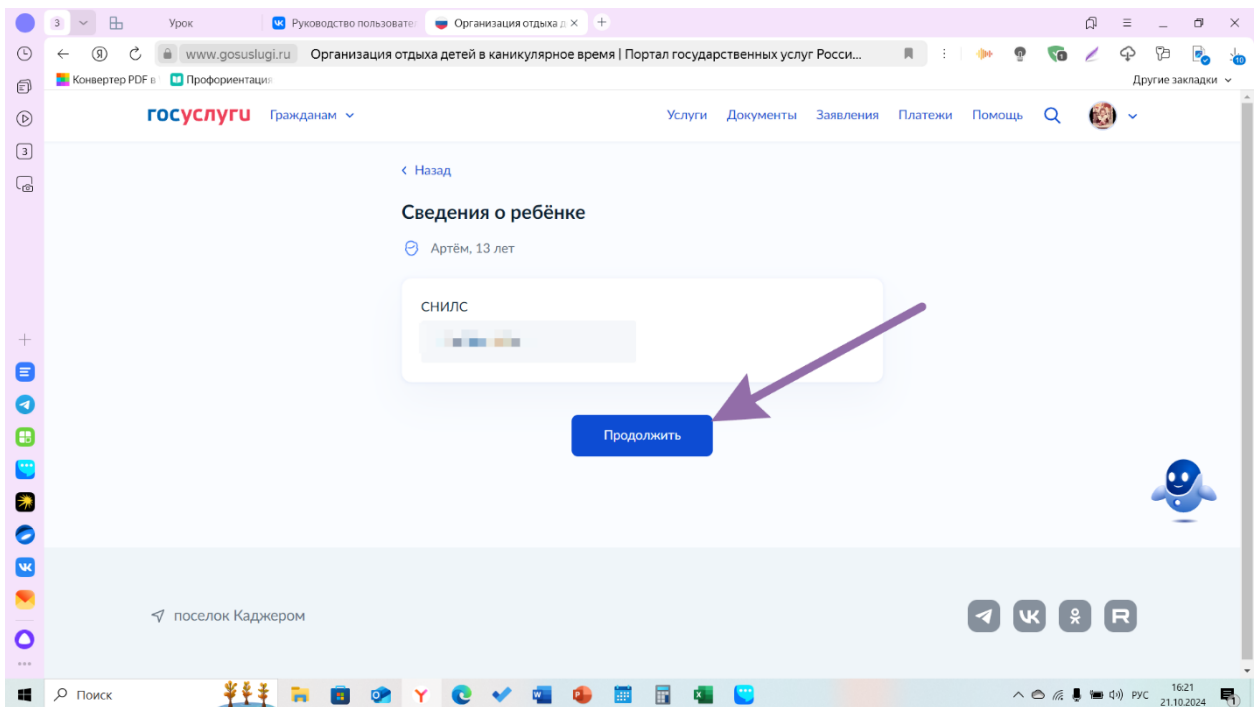 3
Урок
Руководство пользовате
Организация отдыха д
www.gosuslugi.ru
Организация отдыха детей в каникулярное время | Портал государственных услуг Росси...
Конвертер PDF в
Профориентация
Другие закладки
госуслуги
Гражданам
Услуги
Документы
Заявления
Платежи
Помощь
3
Назад
Сведения о ребёнке
Артём, 13 лет
СНИЛС
Продолжить
поселок Каджером
Поиск
РУС
16:21
21.10.2024